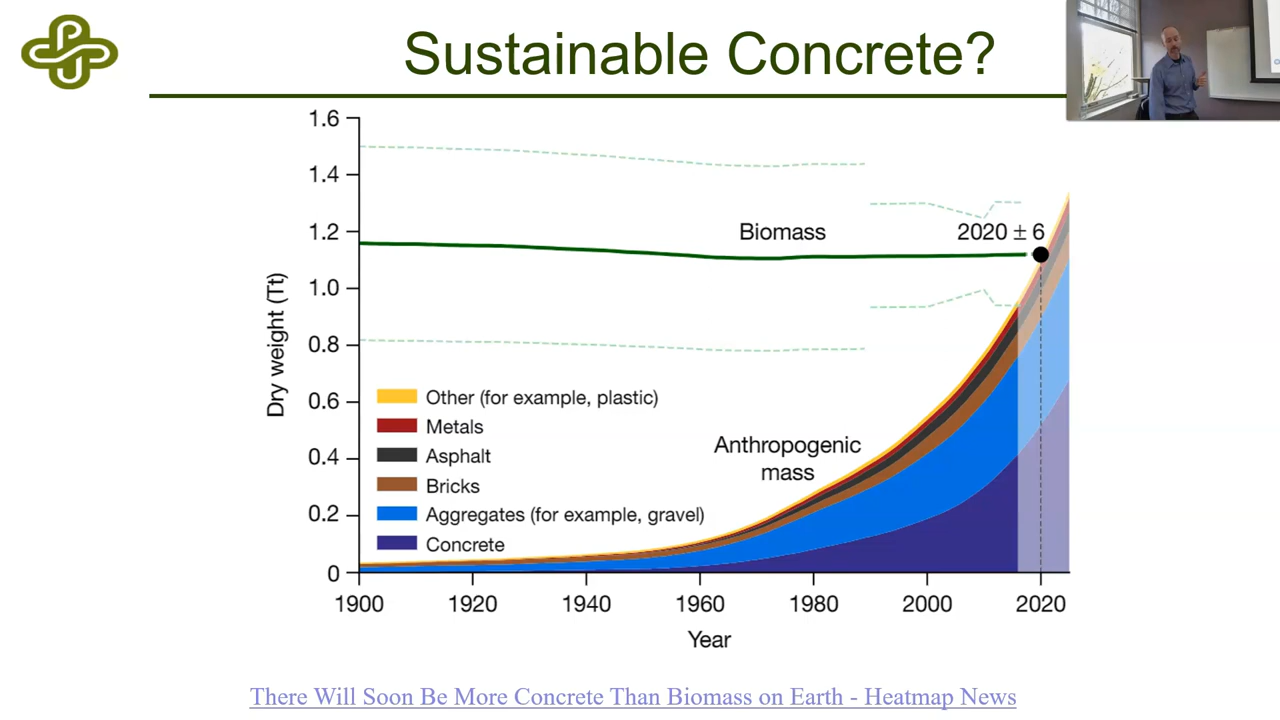 Sustainable Concrete?
1.6
1.4
1.2
1.0
0.8
0.6
0.4
0.2
0
Dry weight (Tt)
Biomass
2020 ± 6
Other (for example, plastic)
Metals
Asphalt
Bricks
Aggregates (for example, gravel)
Concrete
Anthropogenic
mass
1900 1920 1940 1960 1980 2000 2020
Year
There Will Soon Be More Concrete Than Biomass on Earth - Heatmap News